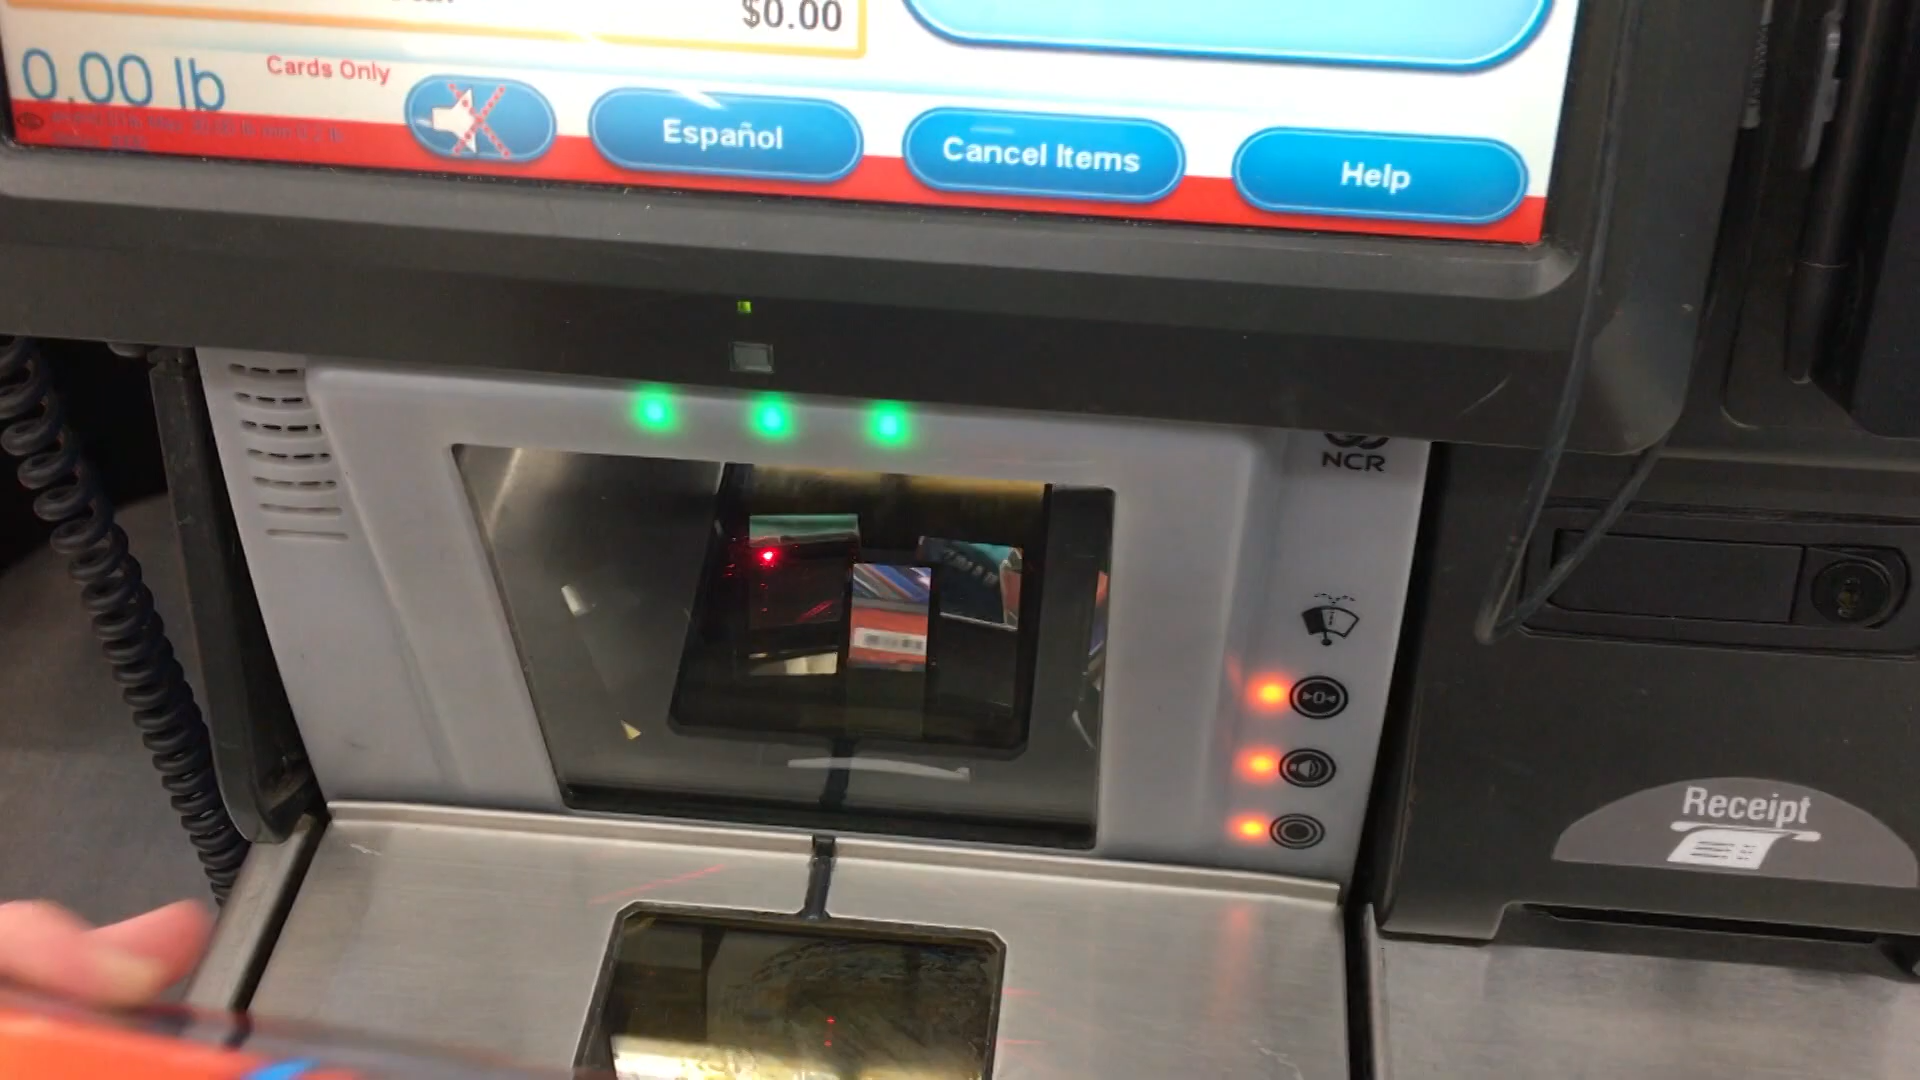 $0.00
0.00 lb
Cards Only
Español
Cancel Items
Help
NCR
Receipt